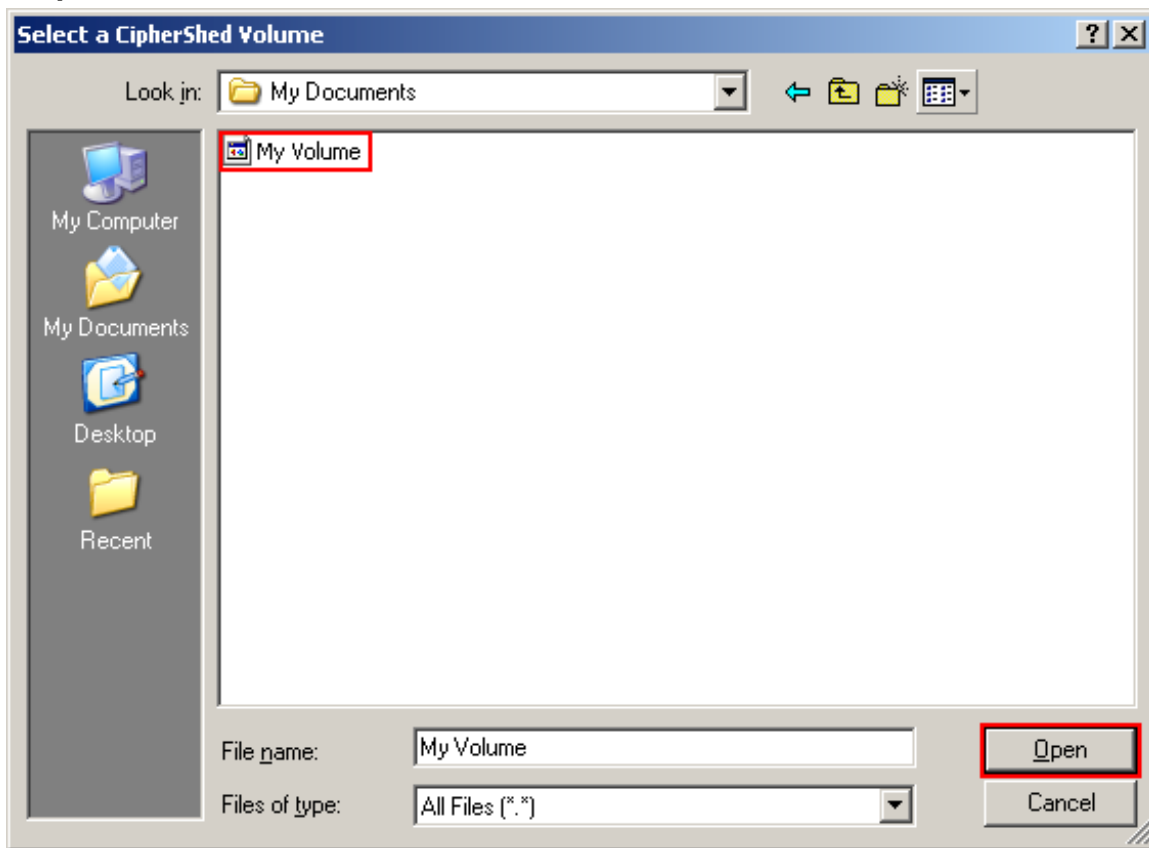 Select a CipherShed Volume
Look in: My Documents
My Volume
My Computer
My Documents
Desktop
Recent
File name: My Volume Open
Files of type: All Files (*.*) Cancel